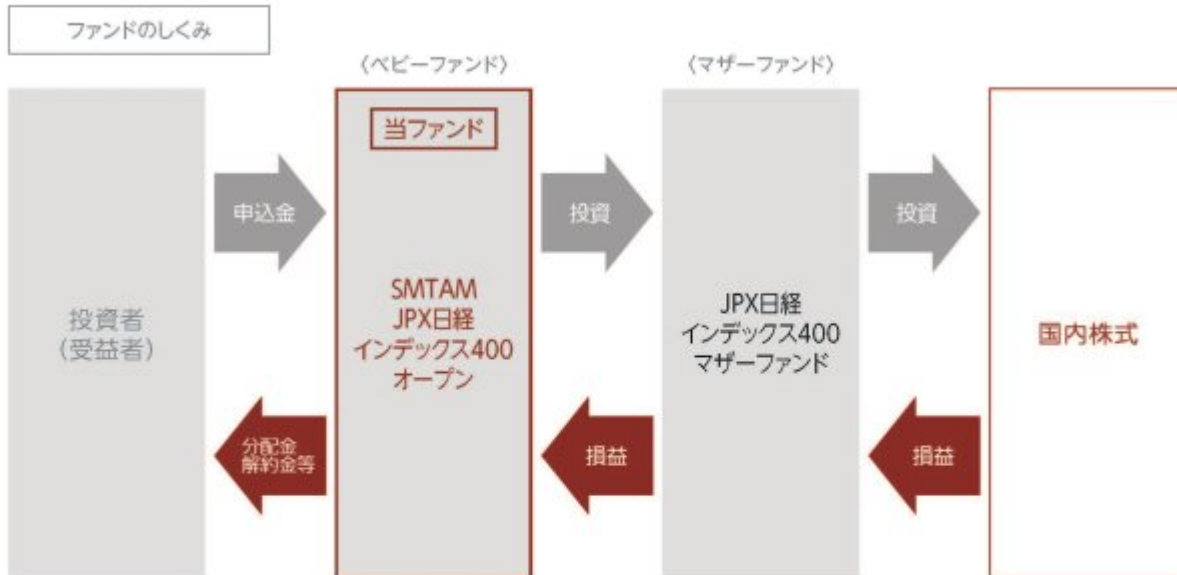 ファンドのしくみ
〈ベビーファンド〉
〈マザーファンド〉
当ファンド
申込金
投資
投資
投資者
(受益者)
SMTAM
JPX日経
インデックス400
オープン
JPX日経
インデックス400
マザーファンド
国内株式
分配金
解約金等
損益
損益